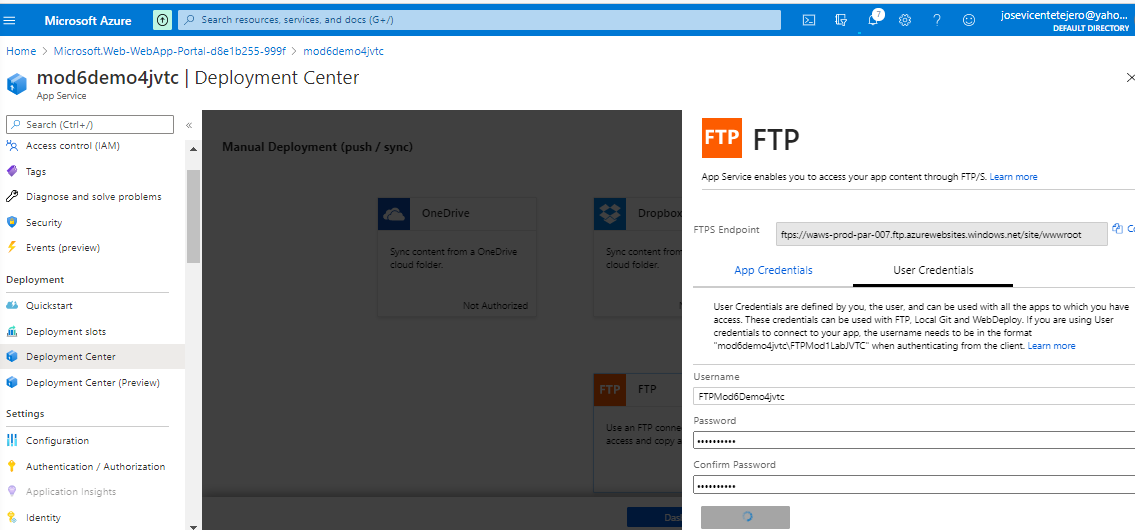 Microsoft Azure
Search resources, services, and docs (G+/)
7
josevicentetejero@yaho...
DEFAULT DIRECTORY
Home > Microsoft.Web-WebApp-Portal-d8e1b255-999f > mod6demo4jvtc
mod6demo4jvtc | Deployment Center
App Service
Search (Ctrl+/)
Access control (IAM)
Tags
Diagnose and solve problems
Security
Events (preview)
Deployment
Quickstart
Deployment slots
Deployment Center
Deployment Center (Preview)
Settings
Configuration
Authentication / Authorization
Application Insights
Identity
Manual Deployment (push / sync)
OneDrive
Sync content from a OneDrive
cloud folder.
Not Authorized
Dropbox
Sync content from
cloud folder.
N
FTP FTP
Use an FTP conne
access and copy a
Das
FTP FTP
App Service enables you to access your app content through FTP/S. Learn more
FTPS Endpoint
ftps://waws-prod-par-007.ftp.azurewebsites.windows.net/site/wwwroot
Co
App Credentials
User Credentials
User Credentials are defined by you, the user, and can be used with all the apps to which you have
access. These credentials can be used with FTP, Local Git and WebDeploy. If you are using User
credentials to connect to your app, the username needs to be in the format
"mod6demo4jvtc\FTPMod1LabJVTC" when authenticating from the client. Learn more
Username
FTPMod6Demo4jvtc
Password
••••••••••
Confirm Password
••••••••••